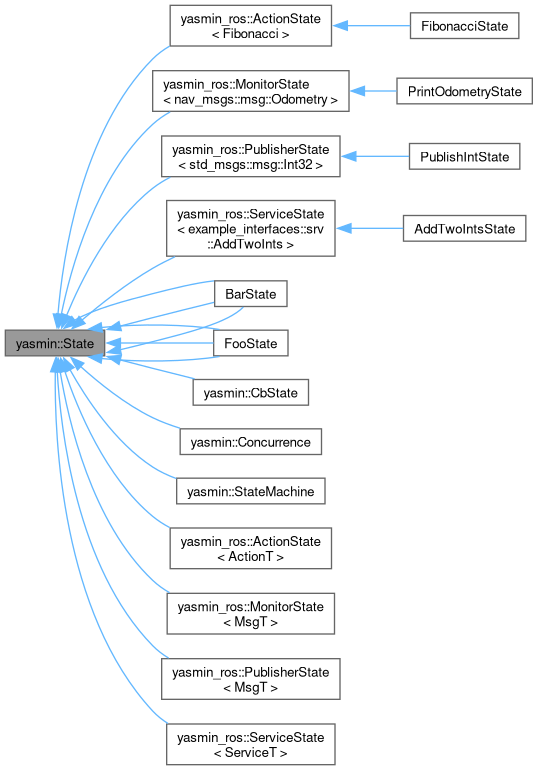 yasmin_ros::ActionState
< Fibonacci >
FibonacciState
yasmin_ros::MonitorState
< nav_msgs::msg::Odometry >
PrintOdometryState
yasmin_ros::PublisherState
< std_msgs::msg::Int32 >
PublishIntState
yasmin_ros::ServiceState
< example_interfaces::srv
::AddTwoInts >
AddTwoIntsState
BarState
yasmin::State
FooState
yasmin::CbState
yasmin::Concurrence
yasmin::StateMachine
yasmin_ros::ActionState
< ActionT >
yasmin_ros::MonitorState
< MsgT >
yasmin_ros::PublisherState
< MsgT >
yasmin_ros::ServiceState
< ServiceT >